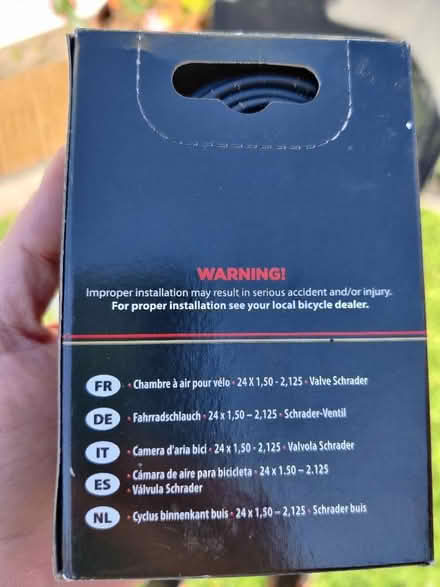 WARNING!
Improper installation may result in serious accident and/or injury.
For proper installation see your local bicycle dealer.
FR • Chambre à air pour vélo • 24 X 1,50 - 2,125 • Valve Schrader
DE • Fahrradschlauch • 24 x 1,50 – 2,125 • Schrader-Ventil
IT • Camera d'aria bici • 24 x 1,50 - 2,125 • Valvola Schrader
ES • Cámara de aire para bicicleta • 24 x 1.50 – 2.125
• Válvula Schrader
NL • Cyclus binnenkant buis • 24 x 1,50 – 2,125 • Schrader buis